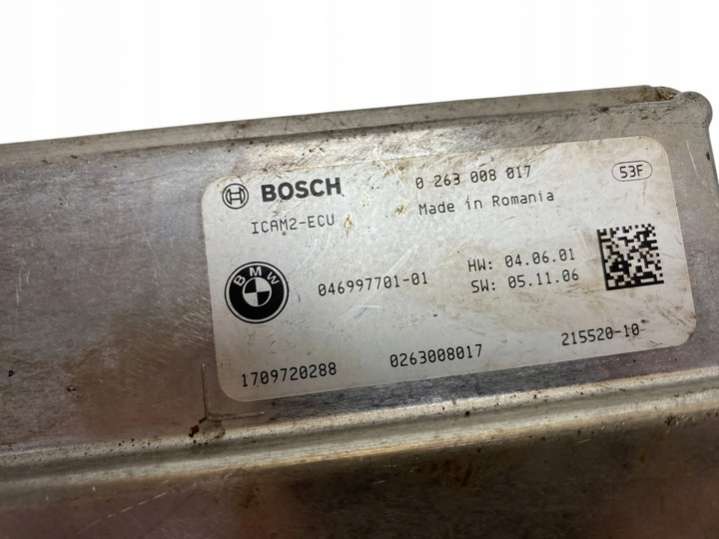 BOSCH 0 263 008 017 53F
ICAM2-ECU Made in Romania
BMW 046997701-01 HW: 04.06.01
SW: 05.11.06
1709720288 0263008017 215520-10